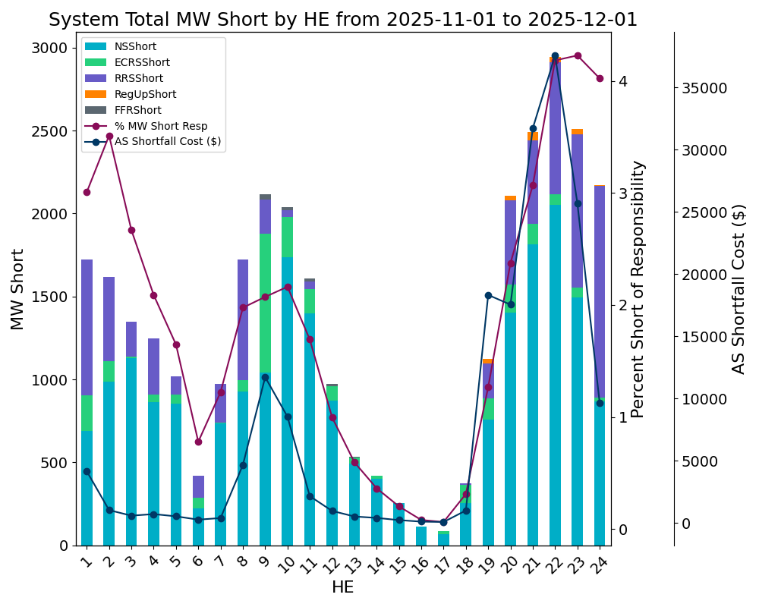 System Total MW Short by HE from 2025-11-01 to 2025-12-01
NSShort
ECRSShort
RRSShort
RegUpShort
FFRShort
% MW Short Resp
AS Shortfall Cost ($)
MW Short
3000
2500
2000
1500
1000
500
0
Percent Short of Responsibility
4
3
2
1
0
AS Shortfall Cost ($)
35000
30000
25000
20000
15000
10000
5000
0
1 2 3 4 5 6 7 8 9 10 11 12 13 14 15 16 17 18 19 20 21 22 23 24
HE